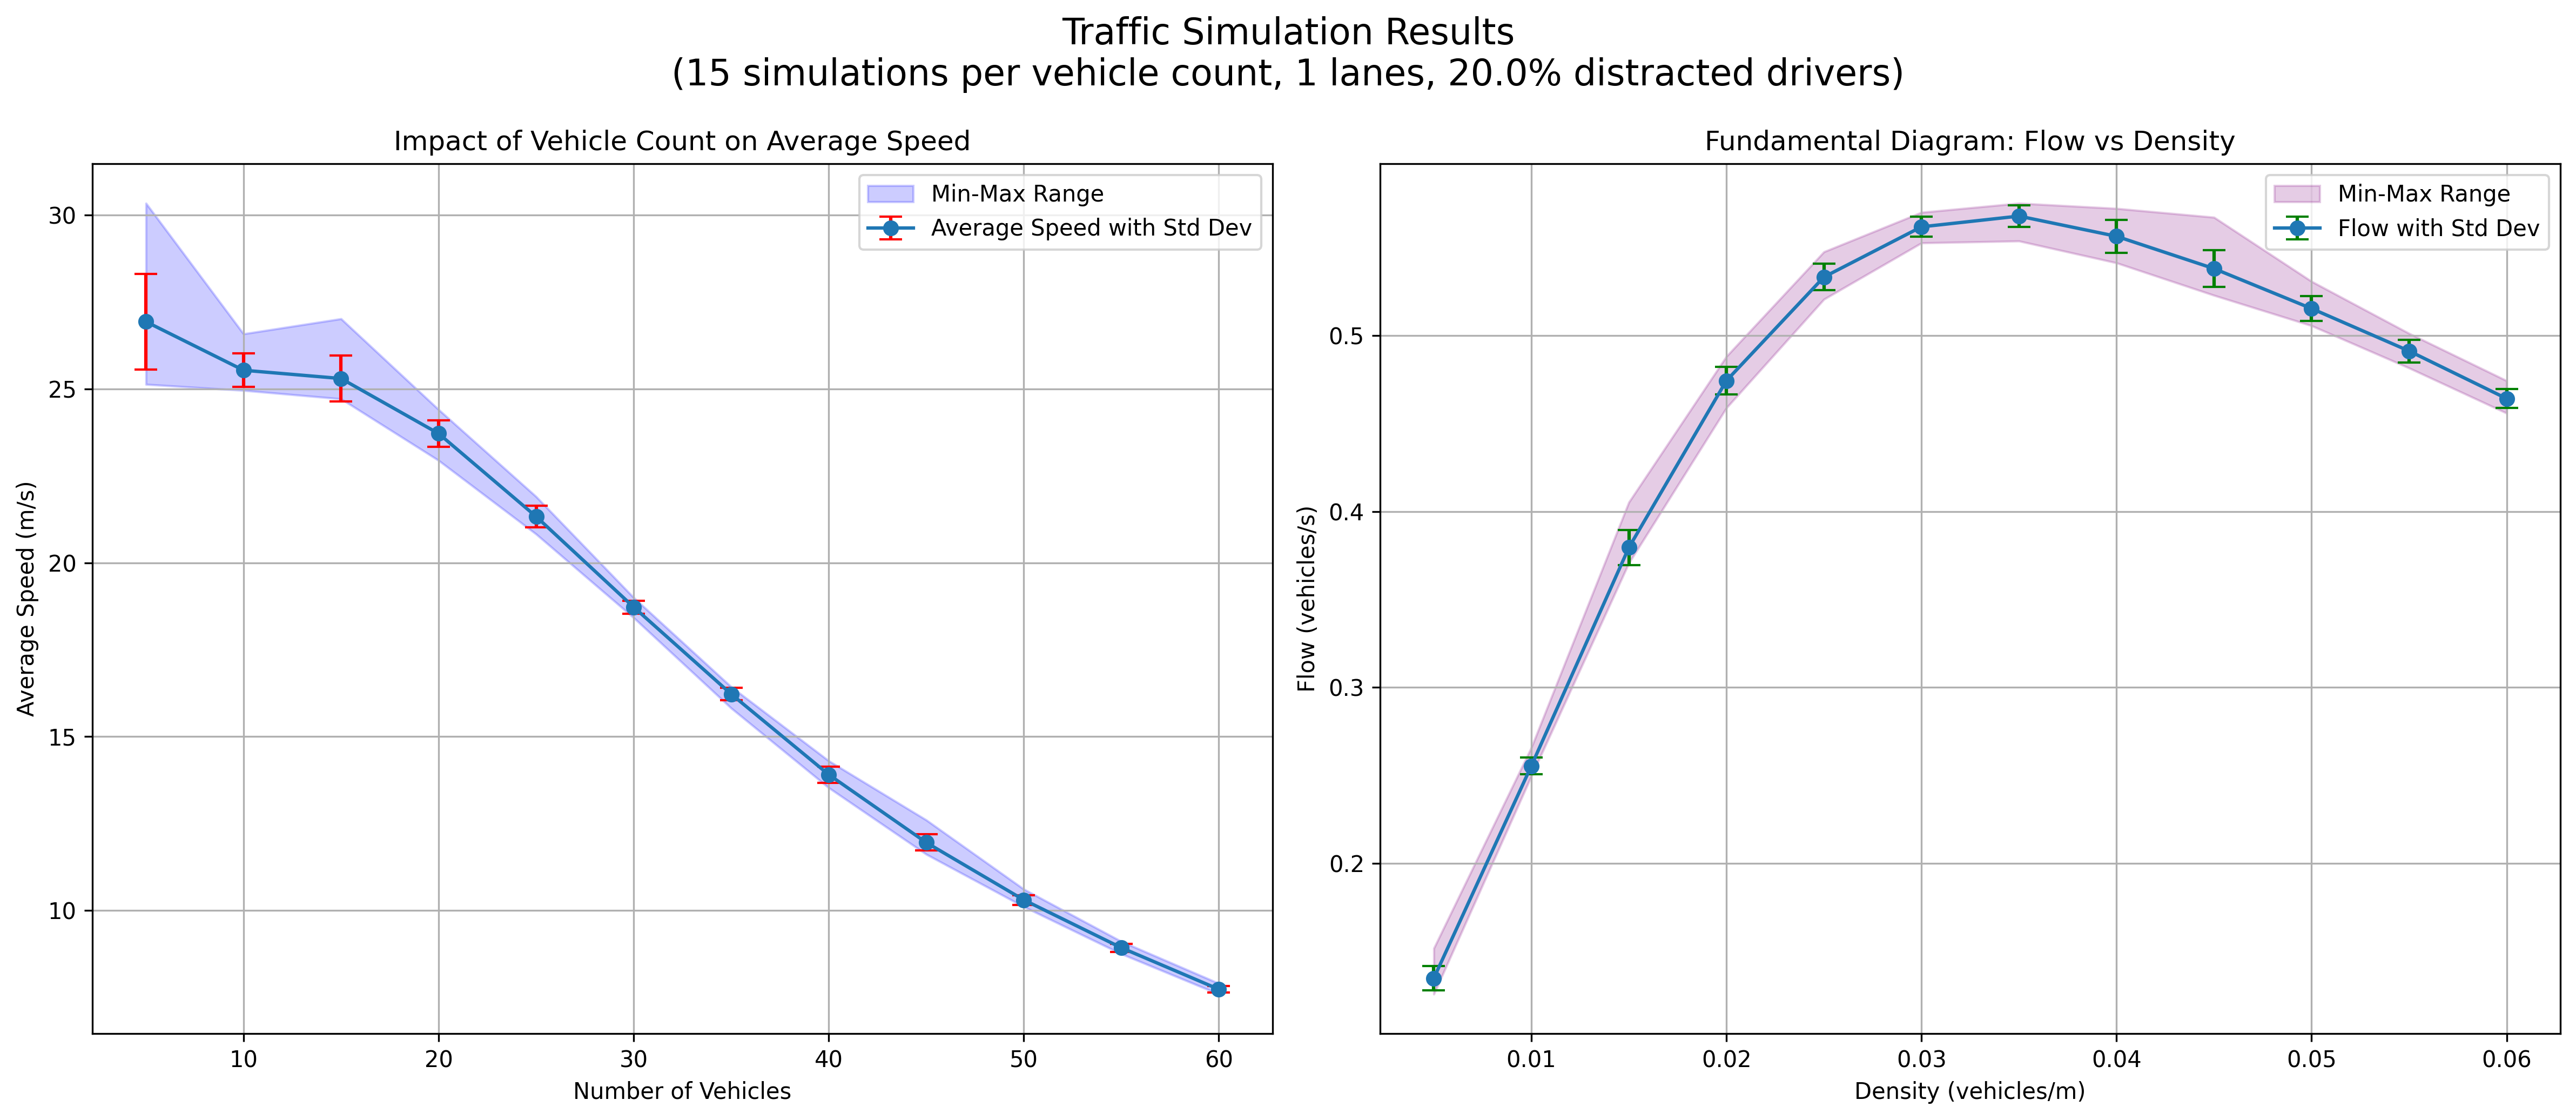 Traffic Simulation Results
(15 simulations per vehicle count, 1 lanes, 20.0% distracted drivers)
Impact of Vehicle Count on Average Speed
Min-Max Range
Average Speed with Std Dev
30
25
20
15
10
Average Speed (m/s)
10
20
30
40
50
60
Number of Vehicles
Fundamental Diagram: Flow vs Density
Min-Max Range
Flow with Std Dev
0.5
0.4
0.3
0.2
Flow (vehicles/s)
0.01
0.02
0.03
0.04
0.05
0.06
Density (vehicles/m)